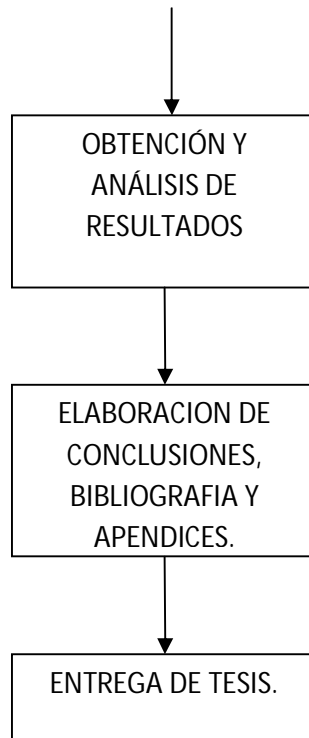 OBTENCIÓN Y
ANÁLISIS DE
RESULTADOS
ELABORACION DE
CONCLUSIONES,
BIBLIOGRAFIA Y
APENDICES.
ENTREGA DE TESIS.